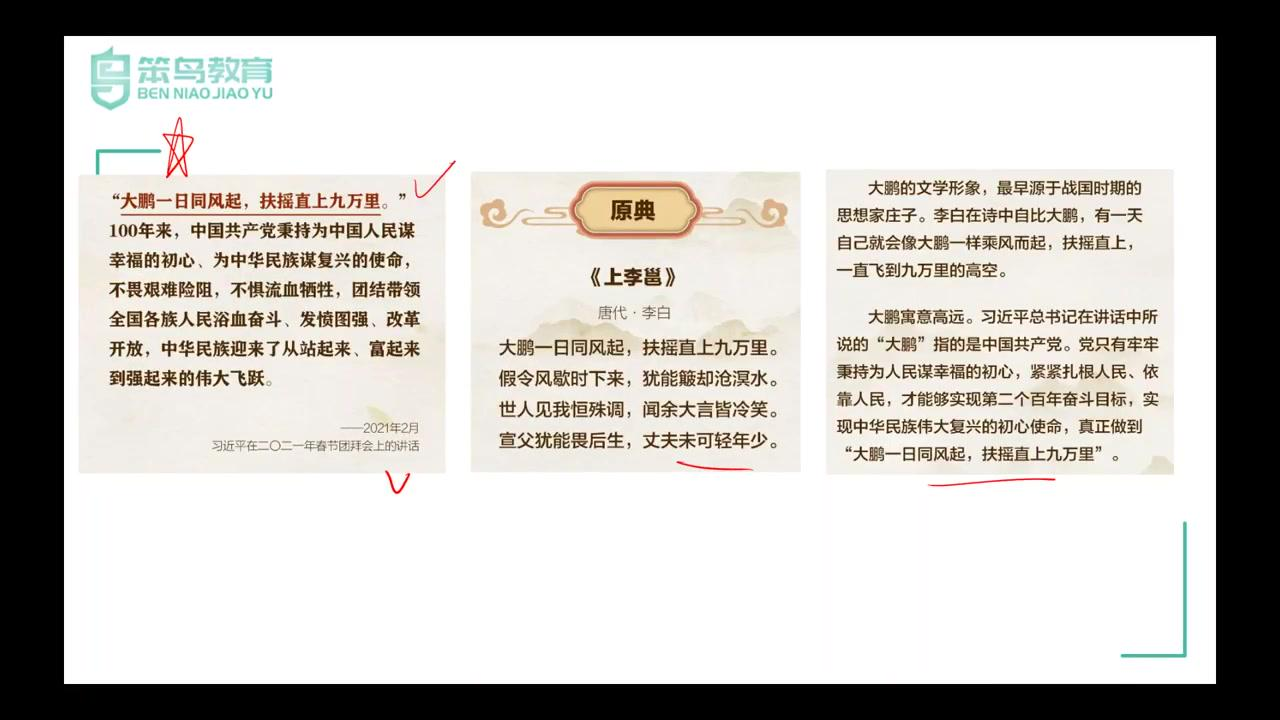 笨鸟教育
BEN NIAO JIAO YU
“大鹏一日同风起，扶摇直上九万里。”
100年来，中国共产党秉持为中国人民谋
幸福的初心、为中华民族谋复兴的使命，
不畏艰难险阻，不惧流血牺牲，团结带领
全国各族人民浴血奋斗、发愤图强、改革
开放，中华民族迎来了从站起来、富起来
到强起来的伟大飞跃。
——2021年2月
习近平在二〇二一年春节团拜会上的讲话
原典
《上李邕》
唐代·李白
大鹏一日同风起，扶摇直上九万里。
假令风歇时下来，犹能簸却沧溟水。
世人见我恒殊调，闻余大言皆冷笑。
宣父犹能畏后生，丈夫未可轻年少。
大鹏的文学形象，最早源于战国时期的
思想家庄子。李白在诗中自比大鹏，有一天
自己就会像大鹏一样乘风而起，扶摇直上，
一直飞到九万里的高空。
大鹏寓意高远。习近平总书记在讲话中所
说的“大鹏”指的是中国共产党。党只有牢牢
秉持为人民谋幸福的初心，紧紧扎根人民、依
靠人民，才能够实现第二个百年奋斗目标，实
现中华民族伟大复兴的初心使命，真正做到
“大鹏一日同风起，扶摇直上九万里”。